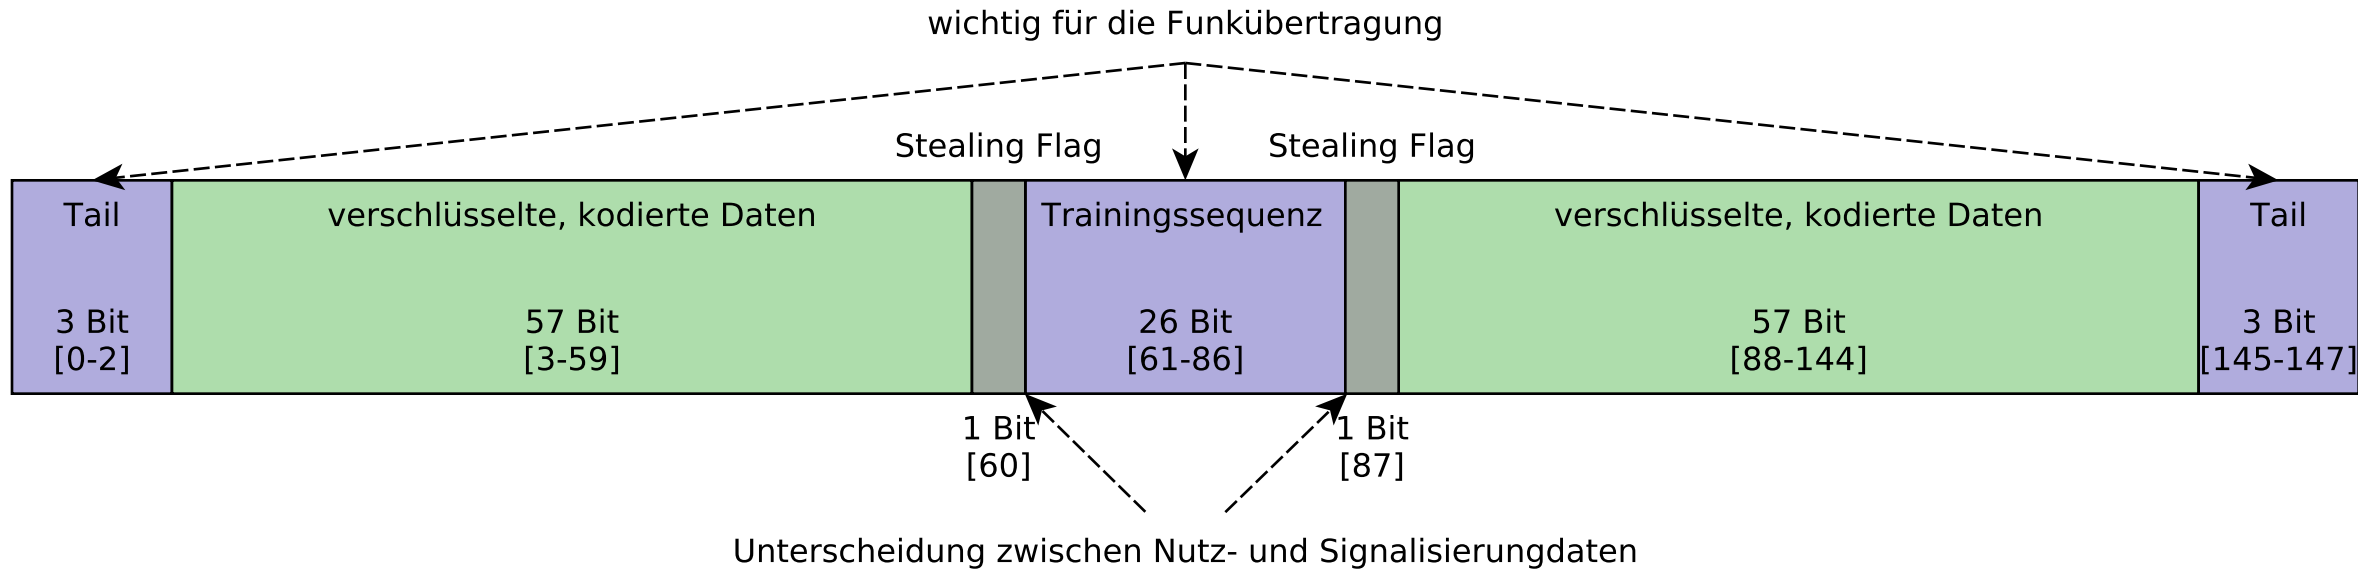 wichtig für die Funkübertragung
Stealing Flag
Stealing Flag
Tail
verschlüsselte, kodierte Daten
Trainingssequenz
verschlüsselte, kodierte Daten
Tail
3 Bit
[0-2]
57 Bit
[3-59]
26 Bit
[61-86]
57 Bit
[88-144]
3 Bit
[145-147]
1 Bit
[60]
1 Bit
[87]
Unterscheidung zwischen Nutz- und Signalisierungdaten